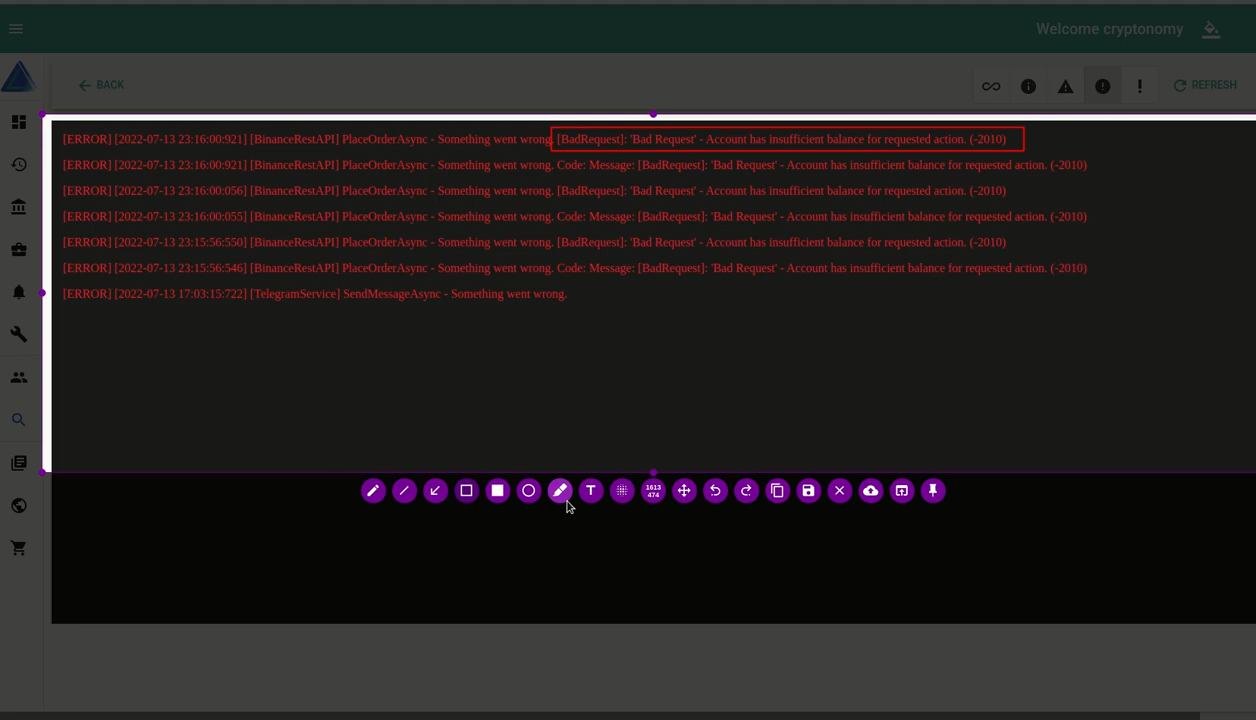 Welcome cryptonomy
BACK
REFRESH
[ERROR] [2022-07-13 23:16:00:921] [BinanceRestAPI] PlaceOrderAsync - Something went wrong. [BadRequest]: 'Bad Request' - Account has insufficient balance for requested action. (-2010)
[ERROR] [2022-07-13 23:16:00:921] [BinanceRestAPI] PlaceOrderAsync - Something went wrong. Code: Message: [BadRequest]: 'Bad Request' - Account has insufficient balance for requested action. (-2010)
[ERROR] [2022-07-13 23:16:00:056] [BinanceRestAPI] PlaceOrderAsync - Something went wrong. [BadRequest]: 'Bad Request' - Account has insufficient balance for requested action. (-2010)
[ERROR] [2022-07-13 23:16:00:055] [BinanceRestAPI] PlaceOrderAsync - Something went wrong. Code: Message: [BadRequest]: 'Bad Request' - Account has insufficient balance for requested action. (-2010)
[ERROR] [2022-07-13 23:15:56:550] [BinanceRestAPI] PlaceOrderAsync - Something went wrong. [BadRequest]: 'Bad Request' - Account has insufficient balance for requested action. (-2010)
[ERROR] [2022-07-13 23:15:56:546] [BinanceRestAPI] PlaceOrderAsync - Something went wrong. Code: Message: [BadRequest]: 'Bad Request' - Account has insufficient balance for requested action. (-2010)
[ERROR] [2022-07-13 17:03:15:722] [TelegramService] SendMessageAsync - Something went wrong.
T
1613
474